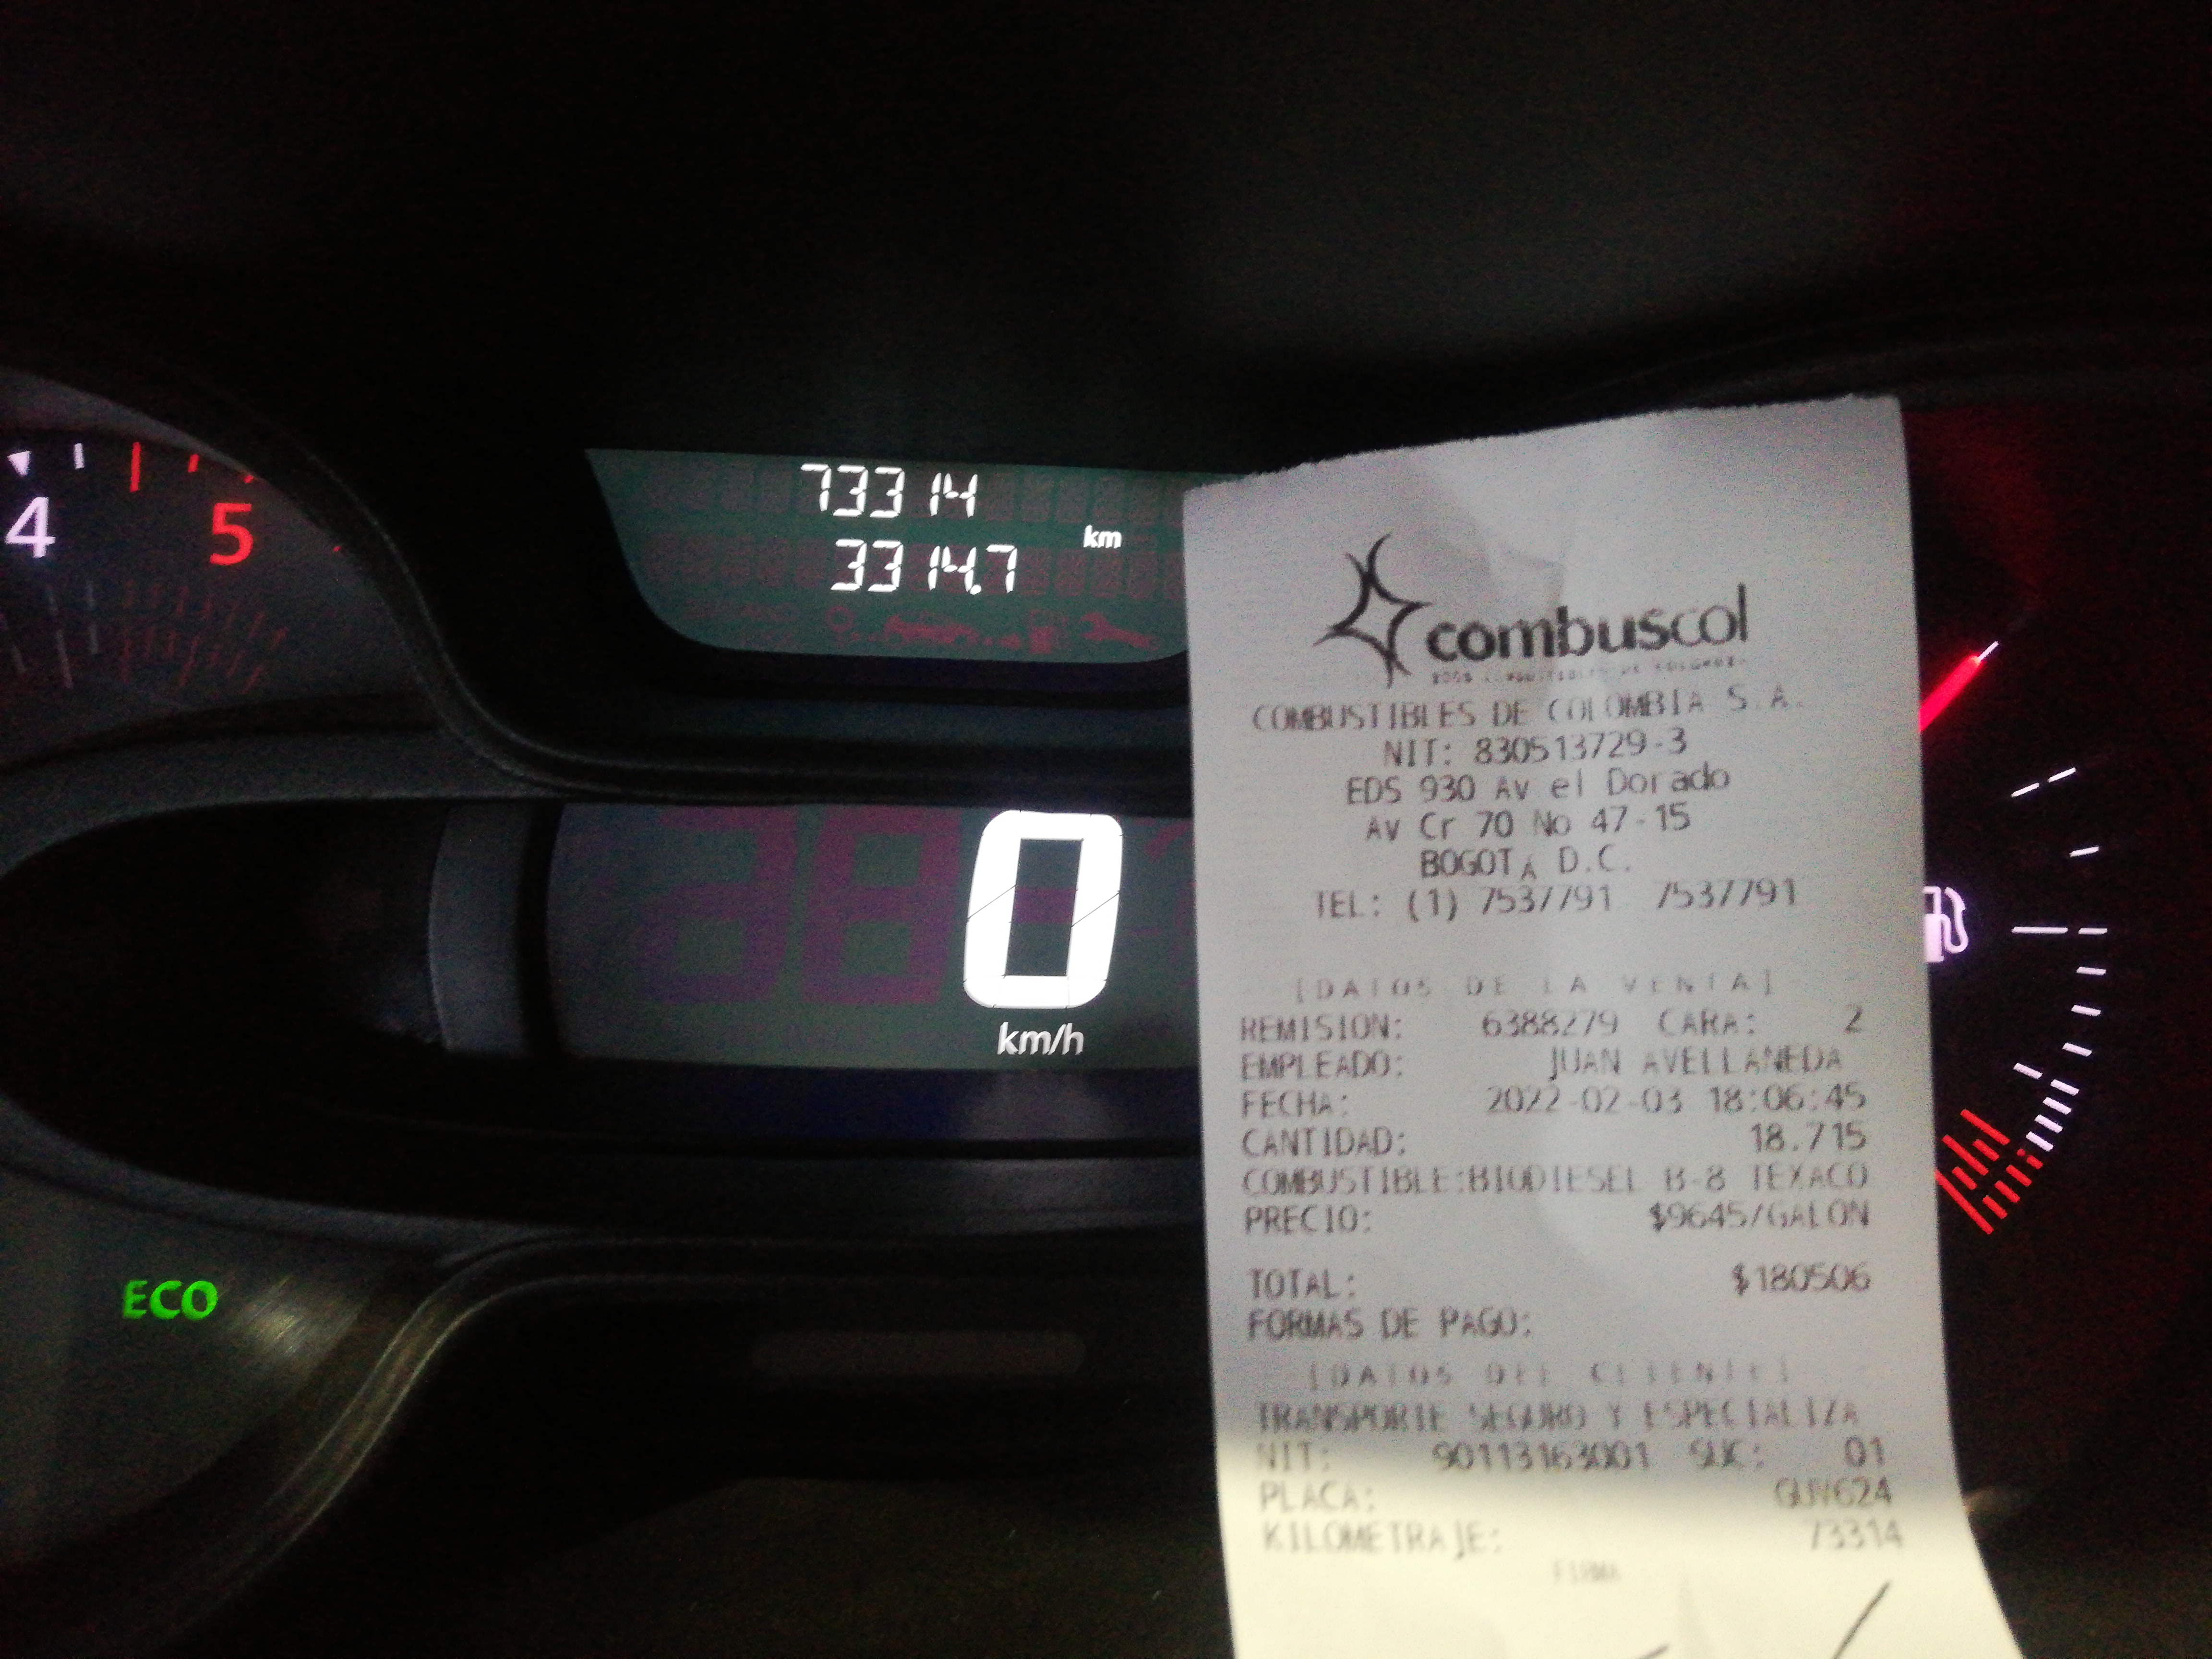 4
5
73314
km
3314.7
0
km/h
ECO
combuscol
COMBUSTIBLES DE COLOMBIA S.A.
NIT: 830513729-3
EDS 930 Av el Dorado
Av Cr 70 No 47-15
BOGOTA D.C.
TEL: (1) 7537791 7537791
[DATOS DE LA VENTA]
REMISION: 6388279 CARA: 2
EMPLEADO: JUAN AVELLANEDA
FECHA: 2022-02-03 18:06:45
CANTIDAD: 18.715
COMBUSTIBLE:BIODIESEL B-8 TEXACO
PRECIO: $9645/GALON
TOTAL: $180506
FORMAS DE PAGO:
[DATOS DEL CLIENTE]
TRANSPORTE SEGURO Y ESPECIALIZA
NIT: 90113163001 SUC: 01
PLACA:
KILOMETRAJE: 73314
FIRMA